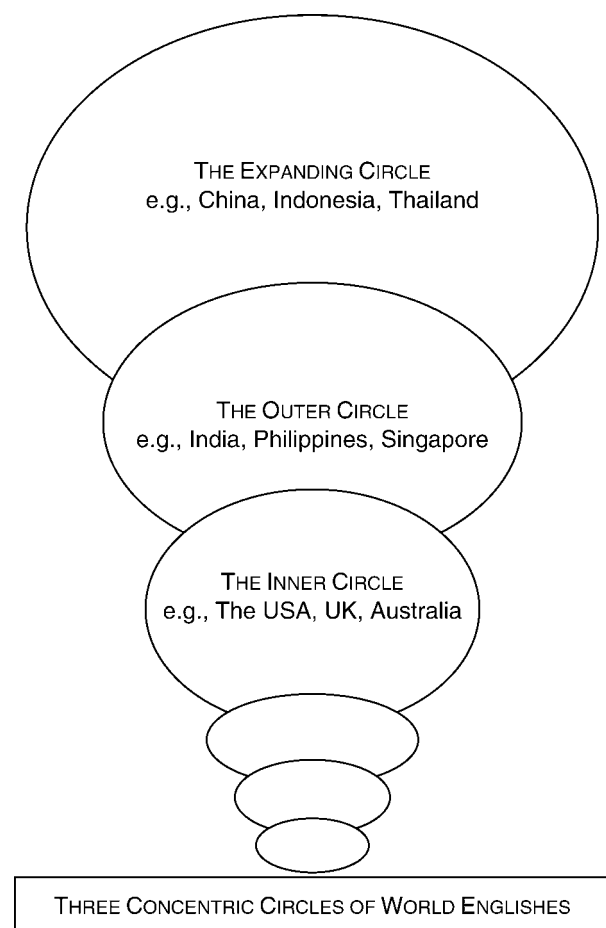 THE EXPANDING CIRCLE
e.g., China, Indonesia, Thailand
THE OUTER CIRCLE
e.g., India, Philippines, Singapore
THE INNER CIRCLE
e.g., The USA, UK, Australia
THREE CONCENTRIC CIRCLES OF WORLD ENGLISHES